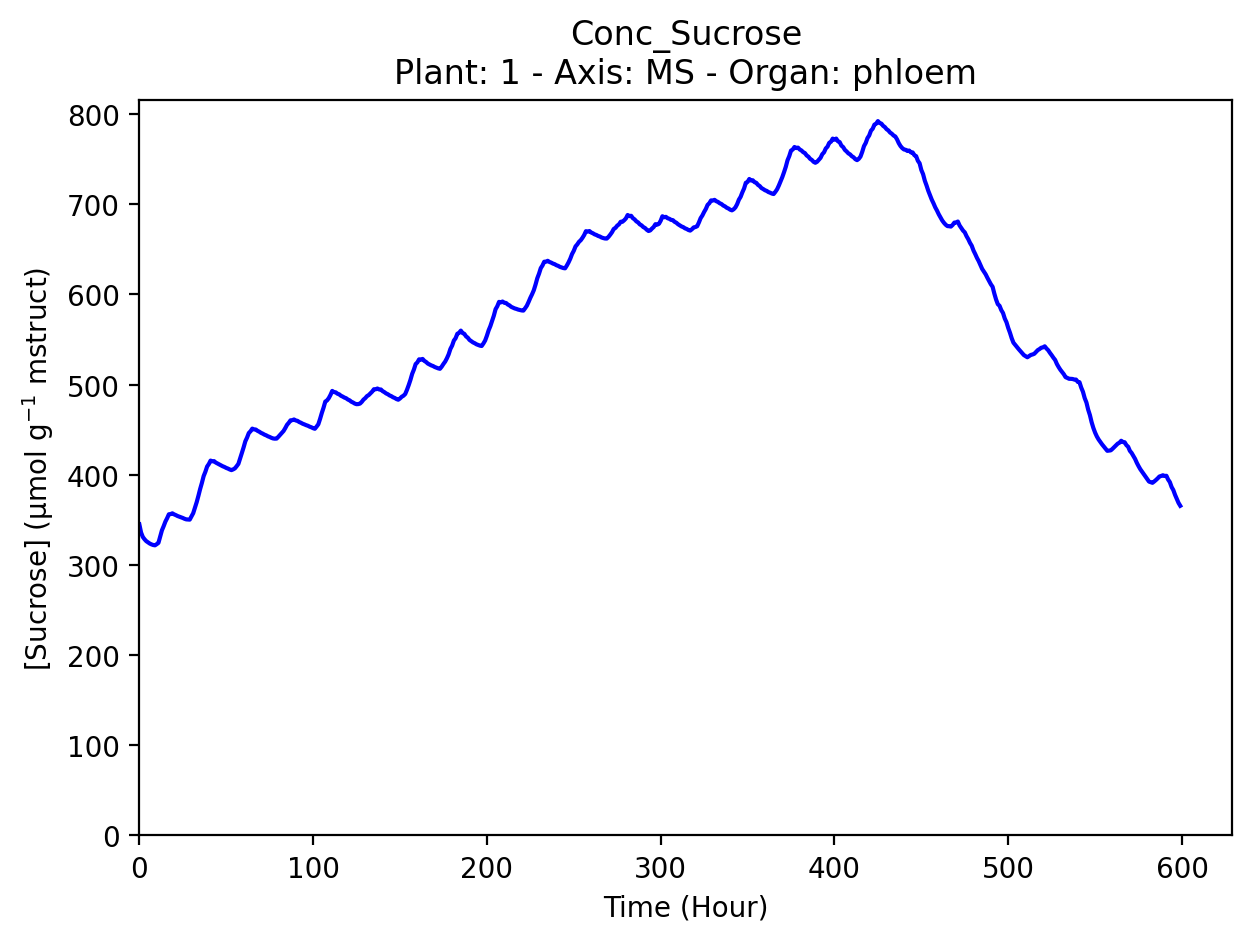 Conc_Sucrose
Plant: 1 - Axis: MS - Organ: phloem
[Sucrose] (µmol g⁻¹ mstruct)
800
700
600
500
400
300
200
100
0
0 100 200 300 400 500 600
Time (Hour)